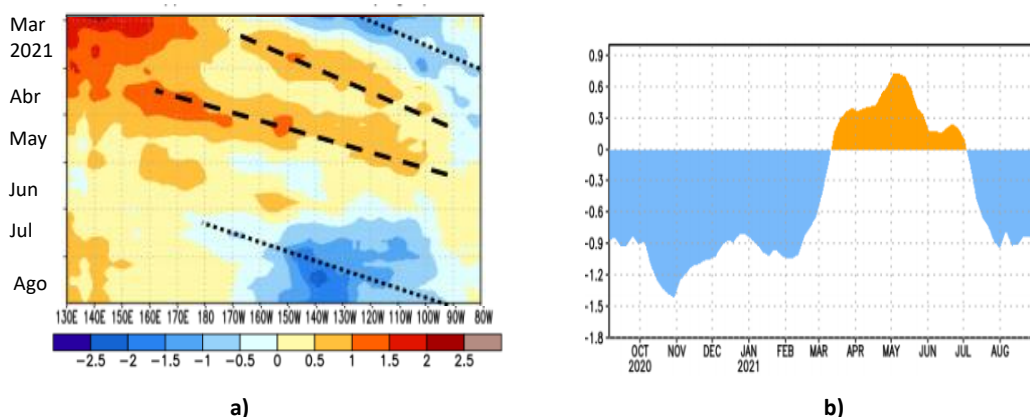 Mar
2021
Abr
May
Jun
Jul
Ago
130E 140E 150E 160E 170E 180 170W 160W 150W 140W 130W 120W 110W 100W 90W 80W
−2.5 −2 −1.5 −1 −0.5 0 0.5 1 1.5 2 2.5
a)
0.9
0.6
0.3
0
-0.3
-0.6
-0.9
-1.2
-1.5
-1.8
OCT NOV DEC JAN FEB MAR APR MAY JUN JUL AUG
2020 2021
b)